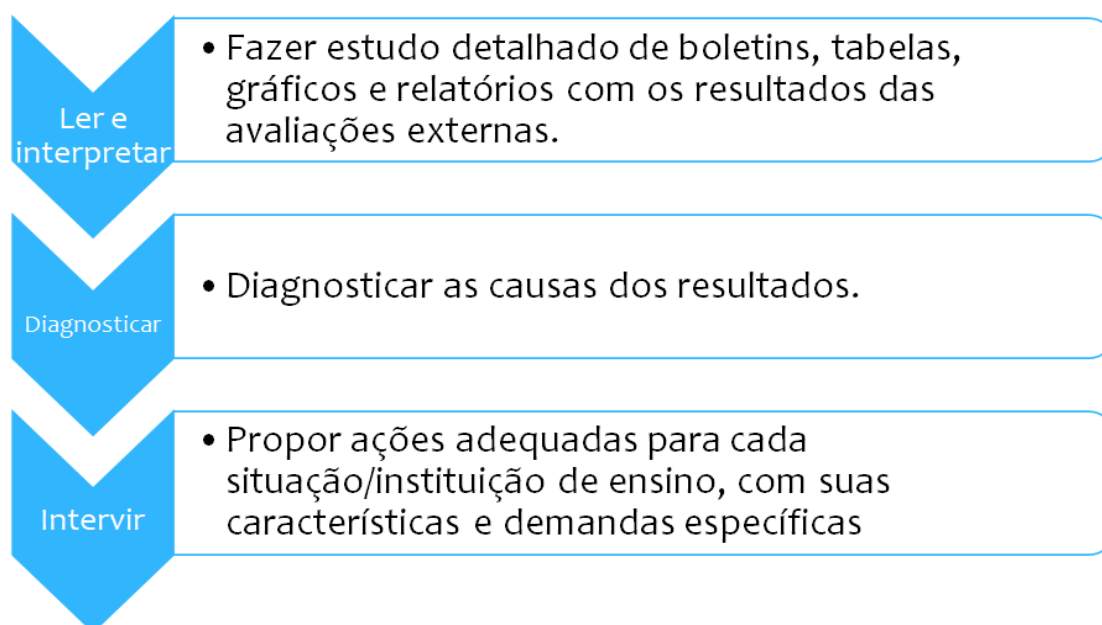 Ler e
interpretar
• Fazer estudo detalhado de boletins, tabelas,
gráficos e relatórios com os resultados das
avaliações externas.
Diagnosticar
• Diagnosticar as causas dos resultados.
Intervir
• Propor ações adequadas para cada
situação/instituição de ensino, com suas
características e demandas específicas